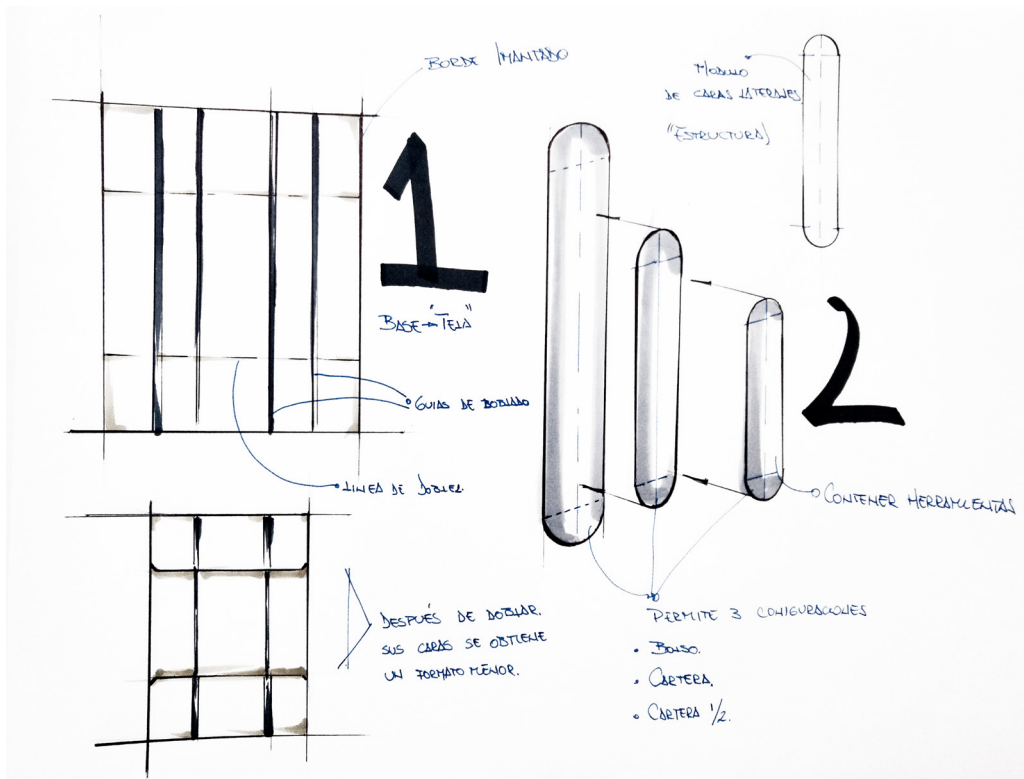 BORDE IMANTADO
1
BASE → "TELA"
GUIAS DE DOBLADO
LINEA DE DOBLEZ
DESPUÉS DE DOBLAR.
SUS CARAS SE OBTIENE
UN FORMATO MENOR.
MODULO
DE CARAS LATERALES
"ESTRUCTURA)
2
CONTENER HERRAMIENTAS
PERMITE 3 CONIGURACIONES
• BOLSO.
• CARTERA.
• CARTERA 1/2.